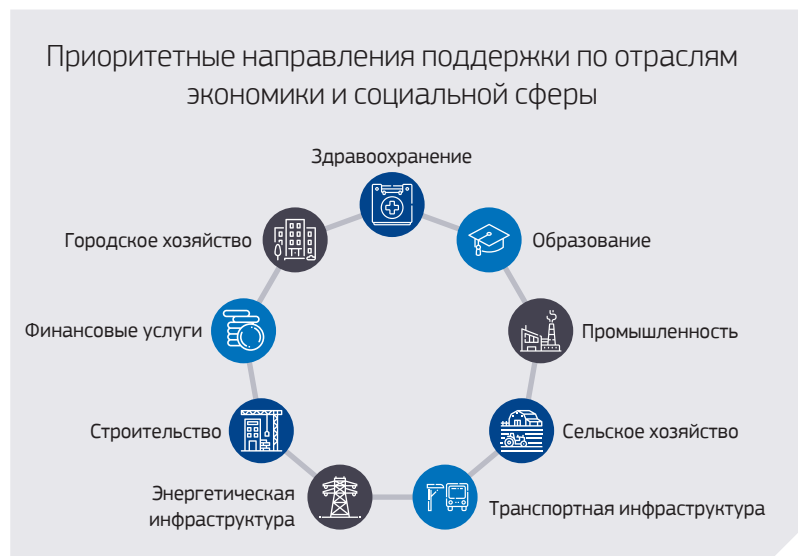 Приоритетные направления поддержки по отраслям
экономики и социальной сферы
Здравоохранение
Городское хозяйство
Образование
Финансовые услуги
Промышленность
Строительство
Сельское хозяйство
Энергетическая
инфраструктура
Транспортная инфраструктура